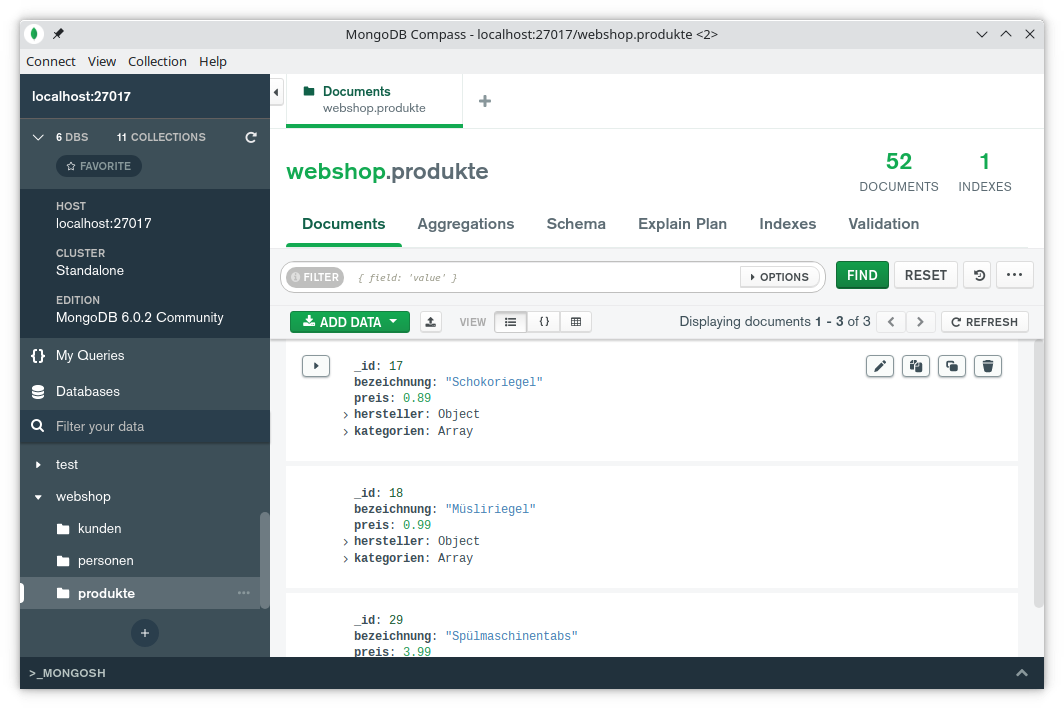 MongoDB Compass - localhost:27017/webshop.produkte <2>
Connect View Collection Help
localhost:27017
6 DBS 11 COLLECTIONS
FAVORITE
HOST
localhost:27017
CLUSTER
Standalone
EDITION
MongoDB 6.0.2 Community
{} My Queries
Databases
Filter your data
test
webshop
kunden
personen
produkte
+
Documents
webshop.produkte
+
webshop.produkte
52
DOCUMENTS
1
INDEXES
Documents Aggregations Schema Explain Plan Indexes Validation
FILTER { field: 'value' } OPTIONS FIND RESET
ADD DATA VIEW { } Displaying documents 1 - 3 of 3 REFRESH
_id: 17
bezeichnung: "Schokoriegel"
preis: 0.89
hersteller: Object
kategorien: Array
_id: 18
bezeichnung: "Müsliriegel"
preis: 0.99
hersteller: Object
kategorien: Array
_id: 29
bezeichnung: "Spülmaschinentabs"
preis: 3.99
>_MONGOSH